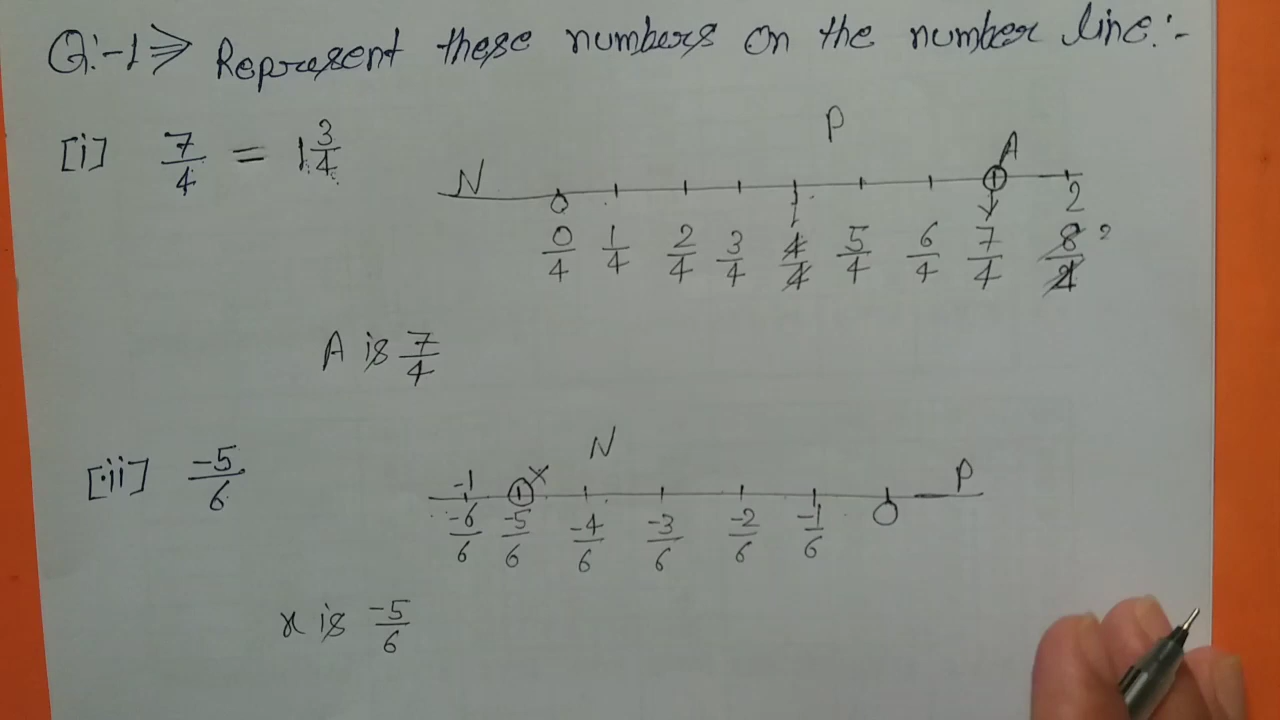 Q:-1⇒ Represent these numbers on the number line:-
[i] 7/4 = 1 3/4
P
N A
0 1 2
0/4 1/4 2/4 3/4 4/4 5/4 6/4 7/4 8/4 2
A is 7/4
[ii] -5/6
N P
-1 X 0
-6/6 -5/6 -4/6 -3/6 -2/6 -1/6
x is -5/6